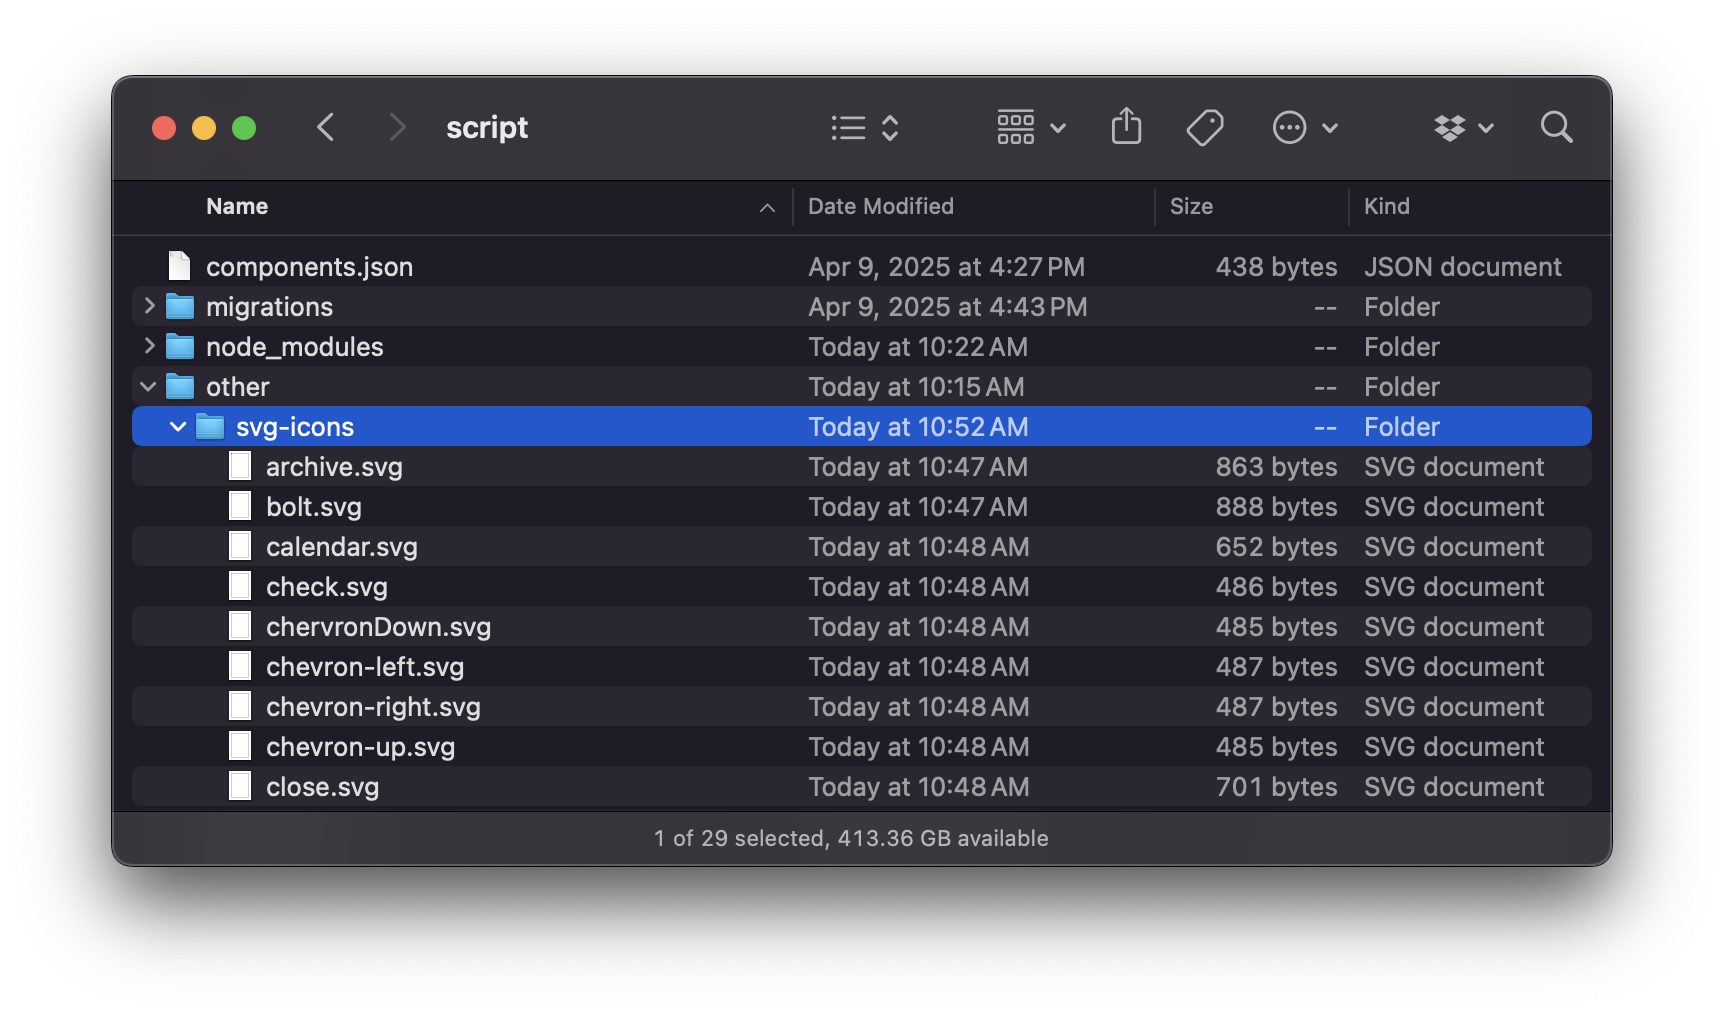 script
Name Date Modified Size Kind
components.json Apr 9, 2025 at 4:27 PM 438 bytes JSON document
migrations Apr 9, 2025 at 4:43 PM -- Folder
node_modules Today at 10:22 AM -- Folder
other Today at 10:15 AM -- Folder
svg-icons Today at 10:52 AM -- Folder
archive.svg Today at 10:47 AM 863 bytes SVG document
bolt.svg Today at 10:47 AM 888 bytes SVG document
calendar.svg Today at 10:48 AM 652 bytes SVG document
check.svg Today at 10:48 AM 486 bytes SVG document
chervronDown.svg Today at 10:48 AM 485 bytes SVG document
chevron-left.svg Today at 10:48 AM 487 bytes SVG document
chevron-right.svg Today at 10:48 AM 487 bytes SVG document
chevron-up.svg Today at 10:48 AM 485 bytes SVG document
close.svg Today at 10:48 AM 701 bytes SVG document
1 of 29 selected, 413.36 GB available